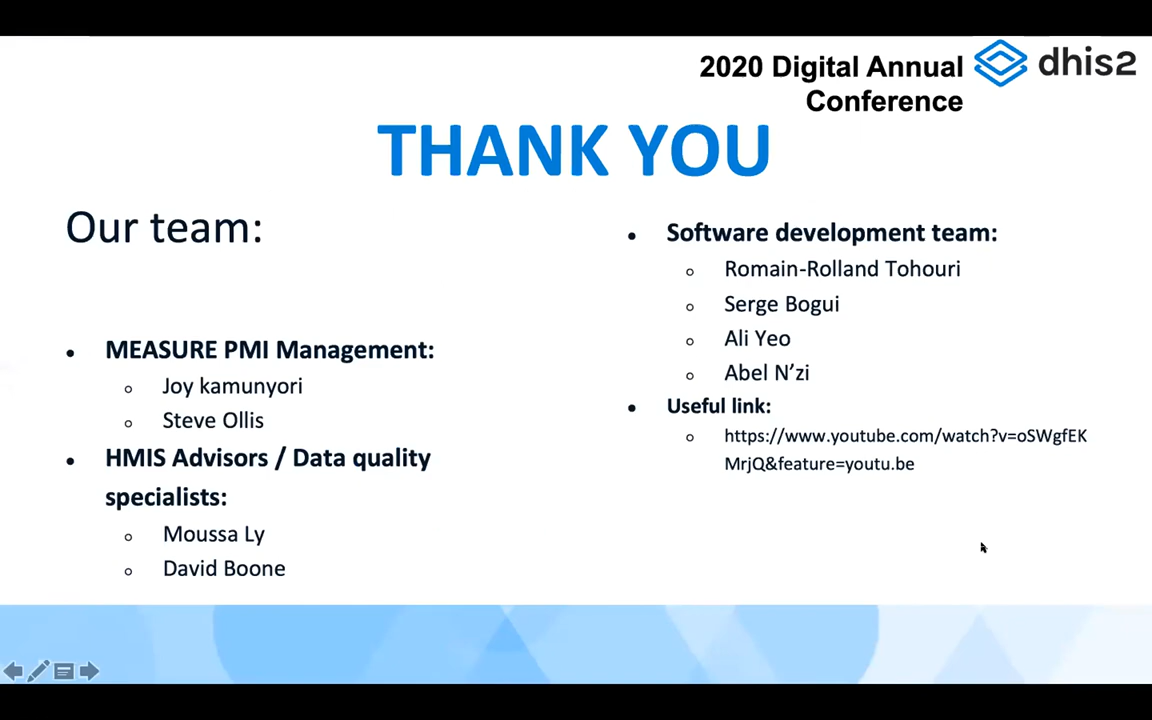 2020 Digital Annual
Conference
dhis2
THANK YOU
Our team:
MEASURE PMI Management:
Joy kamunyori
Steve Ollis
HMIS Advisors / Data quality
specialists:
Moussa Ly
David Boone
Software development team:
Romain-Rolland Tohouri
Serge Bogui
Ali Yeo
Abel N’zi
Useful link:
https://www.youtube.com/watch?v=oSWgfEK
MrjQ&feature=youtu.be